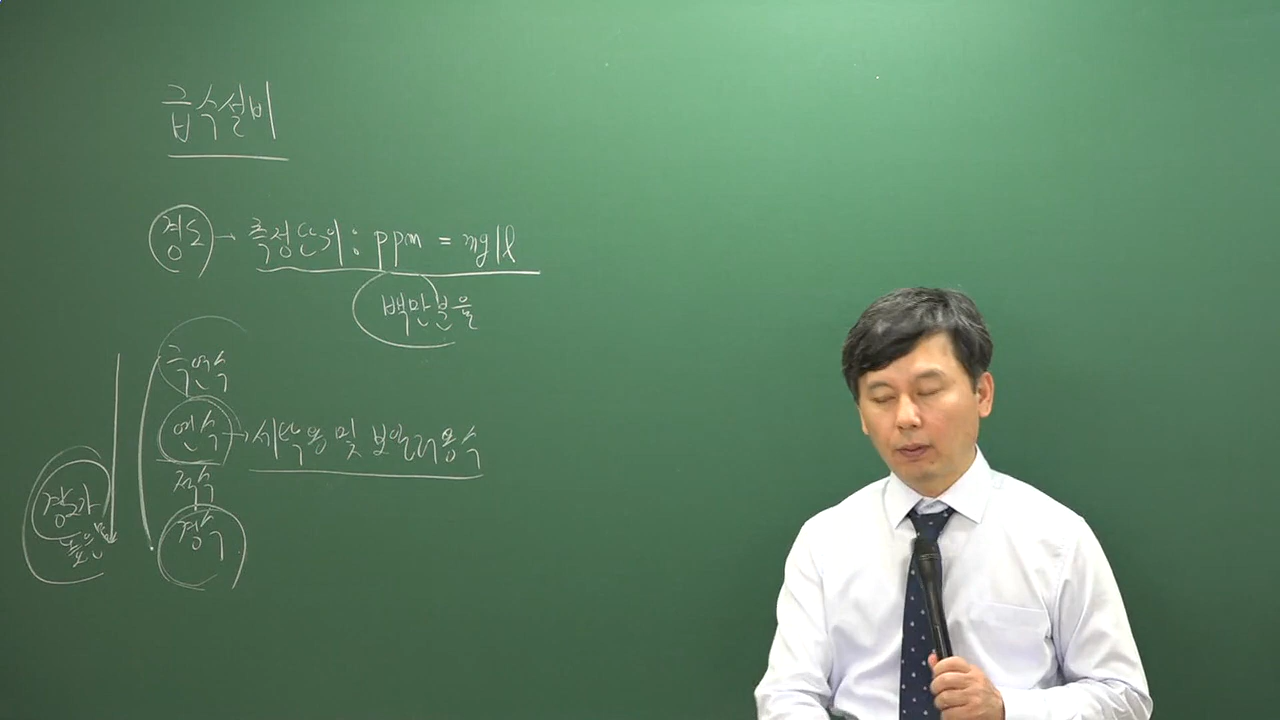 급수설비
경도 → 측정단위 : ppm = mg/l
백만분율
극연수
연수 → 세탁용 및 보일러용수
적수
경수
경도가
높은